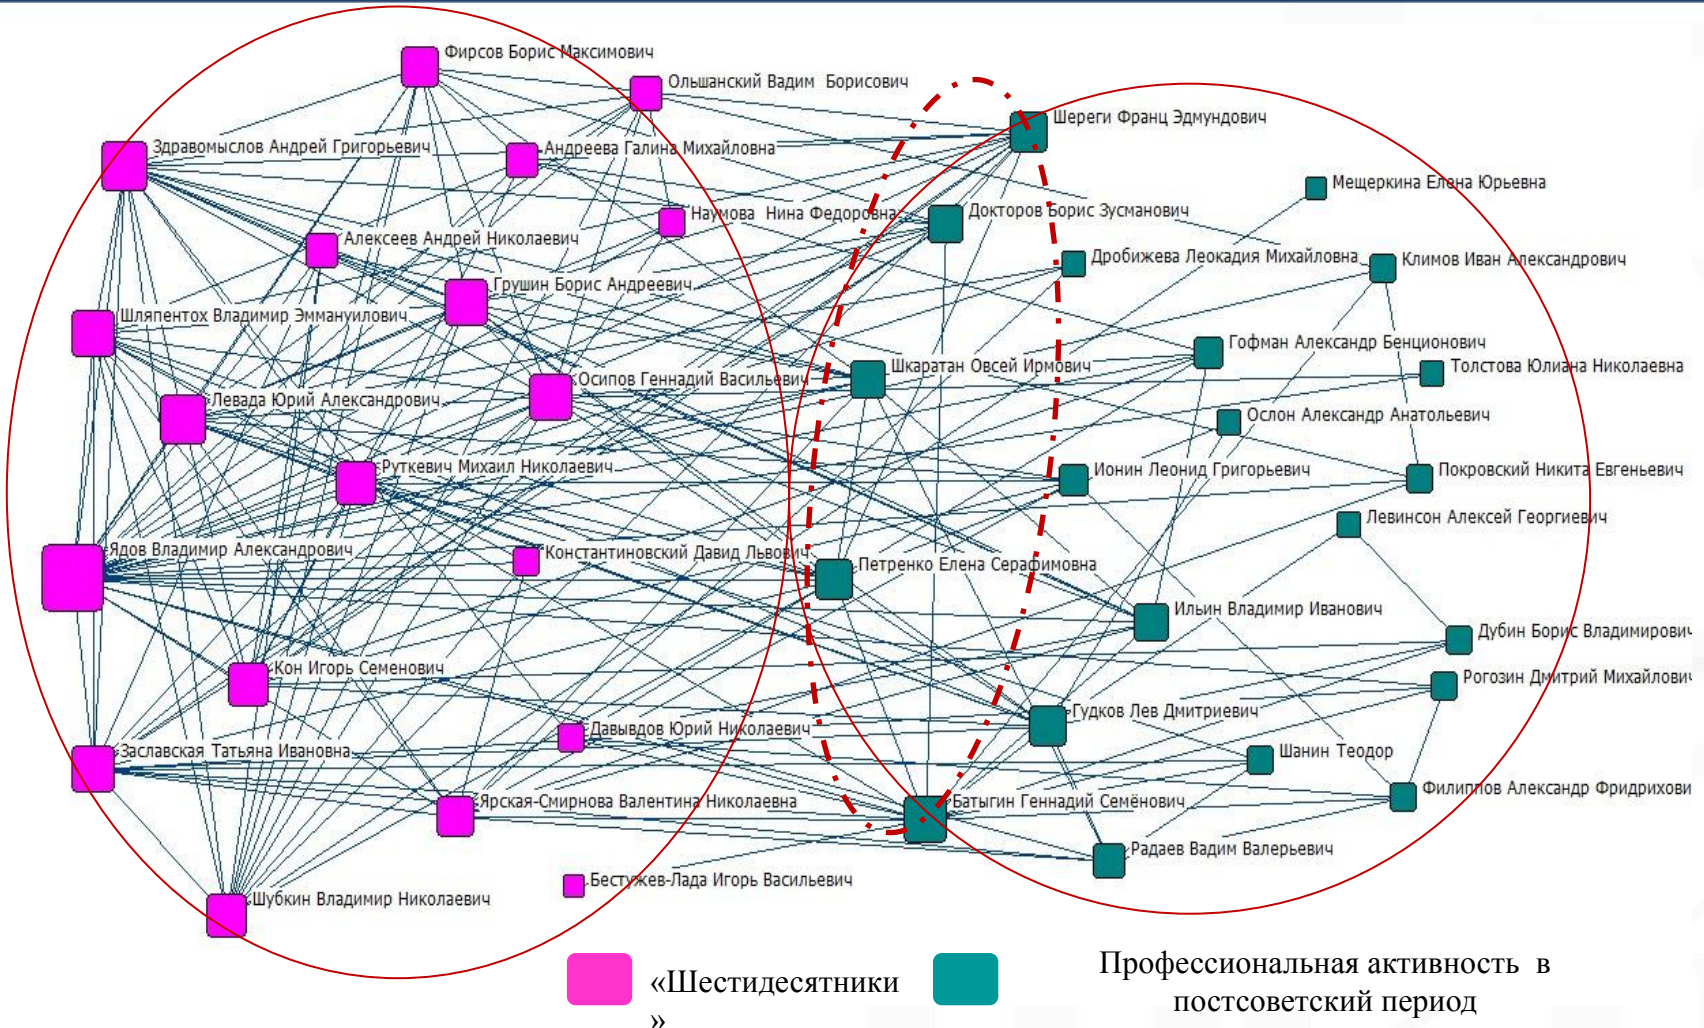 Фирсов Борис Максимович
Ольшанский Вадим Борисович
Шереги Франц Эдмундович
Здравомыслов Андрей Григорьевич
Андреева Галина Михайловна
Мещеркина Елена Юрьевна
Наумова Нина Федоровна
Докторов Борис Зусманович
Алексеев Андрей Николаевич
Дробижева Леокадия Михайловна
Климов Иван Александрович
Грушин Борис Андреевич
Шляпентох Владимир Эммануилович
Гофман Александр Бенционович
Шкаратан Овсей Ирмович
Толстова Юлиана Николаевна
Осипов Геннадий Васильевич
Левада Юрий Александрович
Ослон Александр Анатольевич
Руткевич Михаил Николаевич
Ионин Леонид Григорьевич
Покровский Никита Евгеньевич
Левинсон Алексей Георгиевич
Ядов Владимир Александрович
Константиновский Давид Львович
Петренко Елена Серафимовна
Ильин Владимир Иванович
Дубин Борис Владимирович
Кон Игорь Семенович
Рогозин Дмитрий Михайлович
Гудков Лев Дмитриевич
Давывдов Юрий Николаевич
Заславская Татьяна Ивановна
Шанин Теодор
Филиппов Александр Фридрихови
Ярская-Смирнова Валентина Николаевна
Батыгин Геннадий Семёнович
Радаев Вадим Валерьевич
Бестужев-Лада Игорь Васильевич
Шубкин Владимир Николаевич
«Шестидесятники
»
Профессиональная активность в
постсоветский период